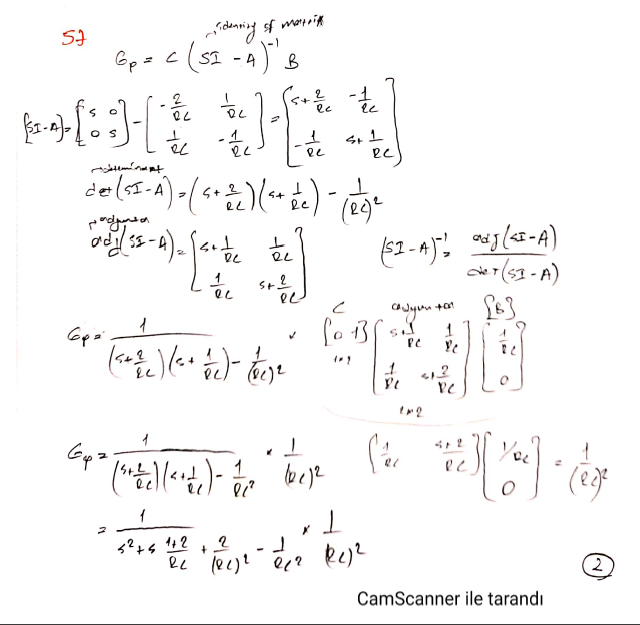 57
→ identity of matrix
Gp = C (SI - A)⁻¹ B
[SI-A] = [s 0; 0 s] - [-2/RC 1/RC; 1/RC -1/RC] = [s+2/RC -1/RC; -1/RC s+1/RC]
→ determinant
det(SI-A) = (s+2/RC)(s+1/RC) - 1/(RC)²
adj(SI-A) = [s+1/RC 1/RC; 1/RC s+2/RC] (SI-A)⁻¹ = adj(SI-A)/det(SI-A)
C [B]
Gp = 1/((s+2/RC)(s+1/RC) - 1/(RC)²) × [0 1] [s+1/RC 1/RC; 1/RC s+2/RC] [1/RC; 0]
1×2
Gp = 1/((s+2/RC)(s+1/RC) - 1/RC²) * 1/(RC)² [1/RC s+2/RC] [1/RC; 0] = 1/(RC)²
= 1/(s²+s 1+2/RC + 2/(RC)² - 1/RC²) × 1/(RC)²
2
CamScanner ile tarandı